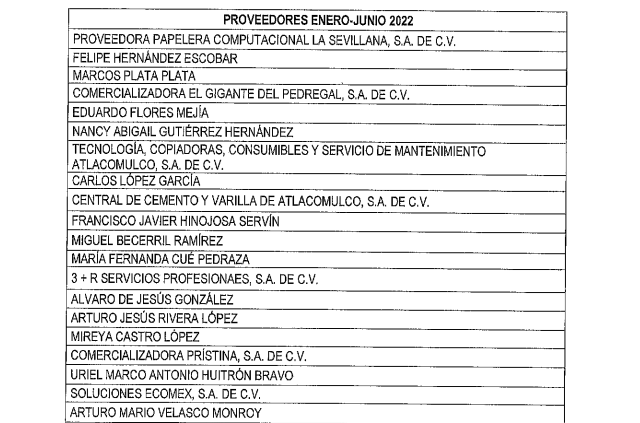 PROVEEDORES ENERO-JUNIO 2022
PROVEEDORA PAPELERA COMPUTACIONAL LA SEVILLANA, S.A. DE C.V.
FELIPE HERNÁNDEZ ESCOBAR
MARCOS PLATA PLATA
COMERCIALIZADORA EL GIGANTE DEL PEDREGAL, S.A. DE C.V.
EDUARDO FLORES MEJÍA
NANCY ABIGAIL GUTIÉRREZ HERNÁNDEZ
TECNOLOGÍA, COPIADORAS, CONSUMIBLES Y SERVICIO DE MANTENIMIENTO
ATLACOMULCO, S.A. DE C.V.
CARLOS LÓPEZ GARCÍA
CENTRAL DE CEMENTO Y VARILLA DE ATLACOMULCO, S.A. DE C.V.
FRANCISCO JAVIER HINOJOSA SERVÍN
MIGUEL BECERRIL RAMÍREZ
MARÍA FERNANDA CUÉ PEDRAZA
3 + R SERVICIOS PROFESIONAES, S.A. DE C.V.
ALVARO DE JESÚS GONZÁLEZ
ARTURO JESÚS RIVERA LÓPEZ
MIREYA CASTRO LÓPEZ
COMERCIALIZADORA PRÍSTINA, S.A. DE C.V.
URIEL MARCO ANTONIO HUITRÓN BRAVO
SOLUCIONES ECOMEX, S.A. DE C.V.
ARTURO MARIO VELASCO MONROY